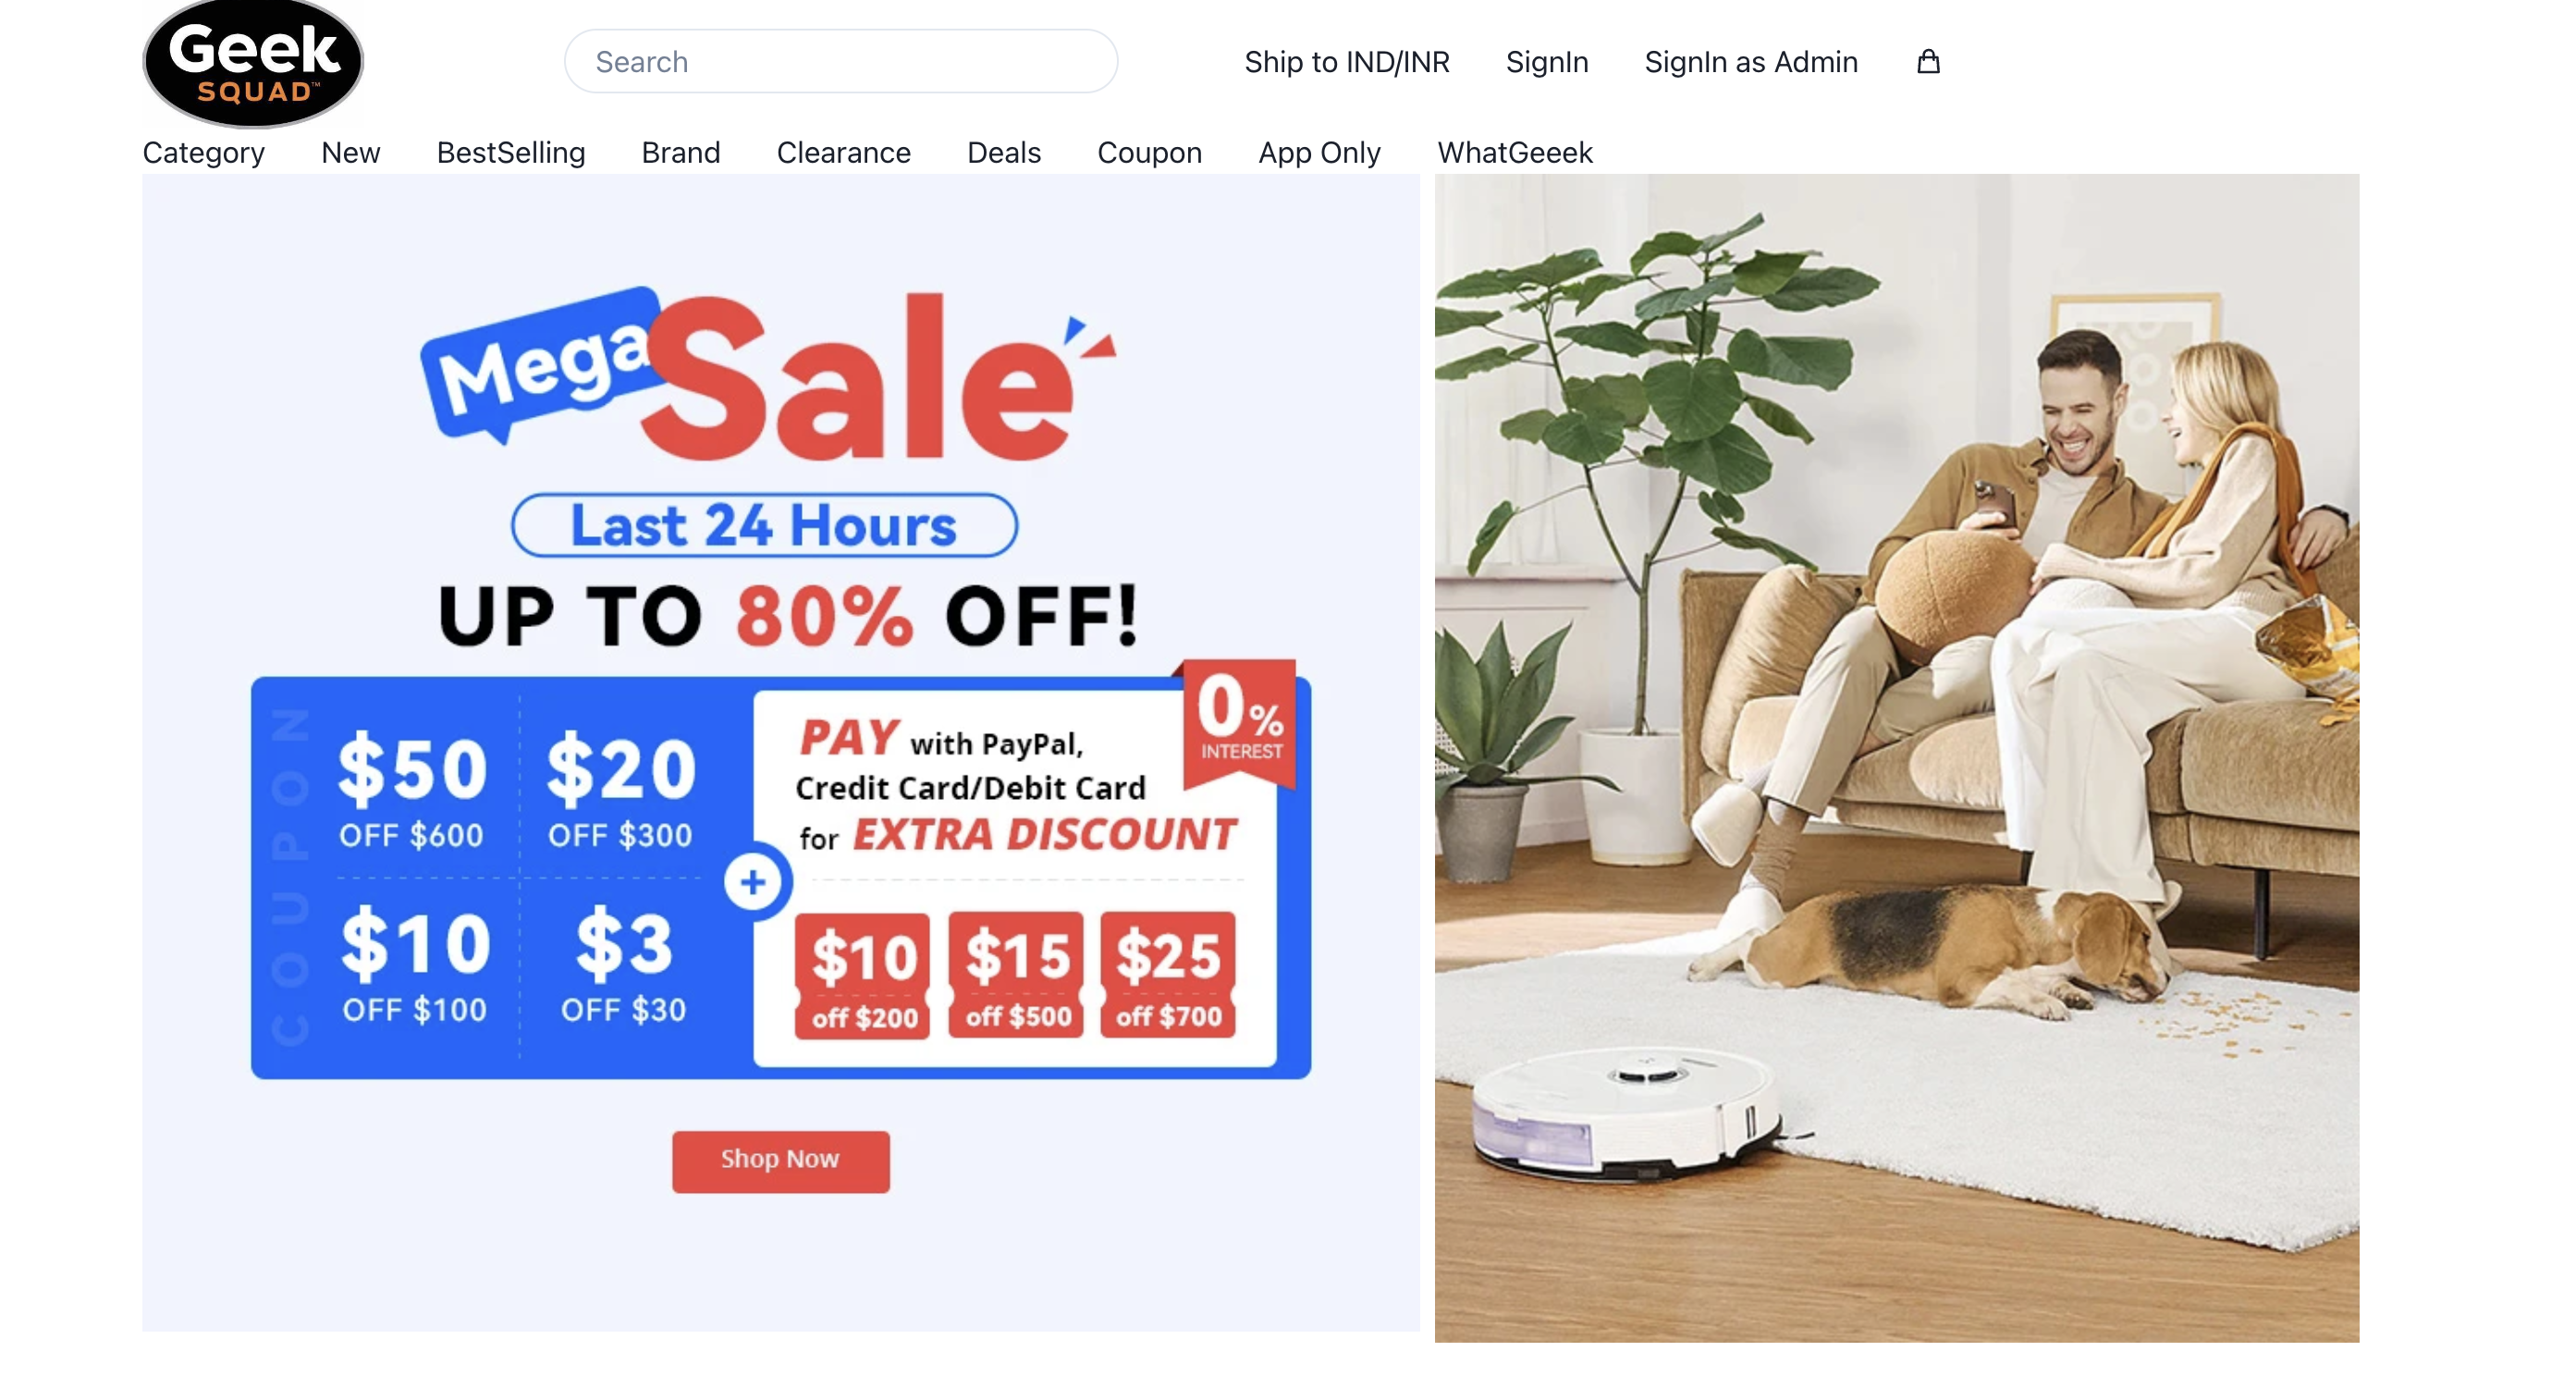 Geek
SQUAD™
Search
Ship to IND/INR
SignIn
SignIn as Admin
Category
New
BestSelling
Brand
Clearance
Deals
Coupon
App Only
WhatGeeek
Mega Sale
Last 24 Hours
UP TO 80% OFF!
COUPON
$50
OFF $600
$20
OFF $300
$10
OFF $100
$3
OFF $30
+
PAY with PayPal,
Credit Card/Debit Card
for EXTRA DISCOUNT
0%
INTEREST
$10
off $200
$15
off $500
$25
off $700
Shop Now